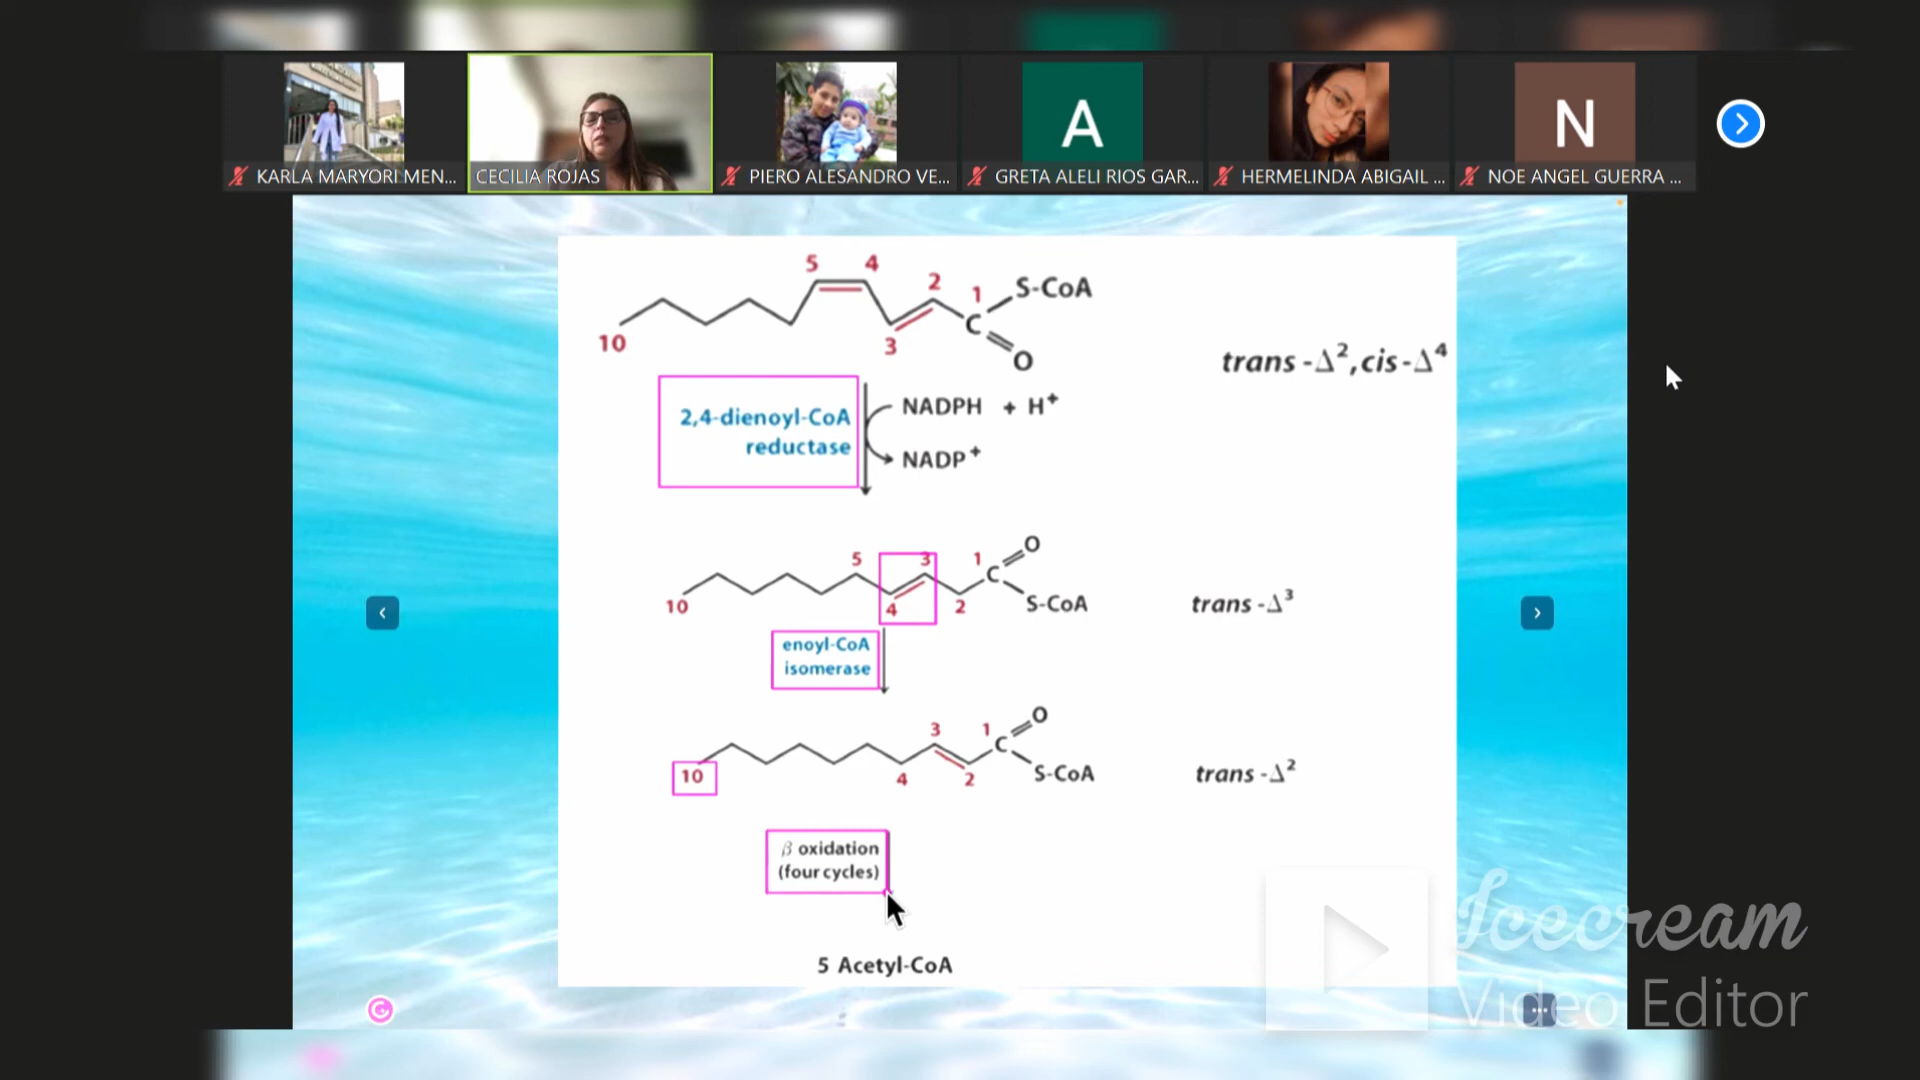 KARLA MARYORI MEN...
CECILIA ROJAS
PIERO ALESANDRO VE...
A
GRETA ALELI RIOS GAR...
HERMELINDA ABIGAIL ...
N
NOE ANGEL GUERRA ...
5 4
2
1
S-CoA
C
10
3
O
trans -Δ²,cis-Δ⁴
2,4-dienoyl-CoA
reductase
NADPH + H⁺
NADP⁺
5 3 1 O
C
10 4 2 S-CoA
trans -Δ³
enoyl-CoA
isomerase
3 1 O
C
10 4 2 S-CoA
trans -Δ²
β oxidation
(four cycles)
5 Acetyl-CoA
Icecream
Video Editor